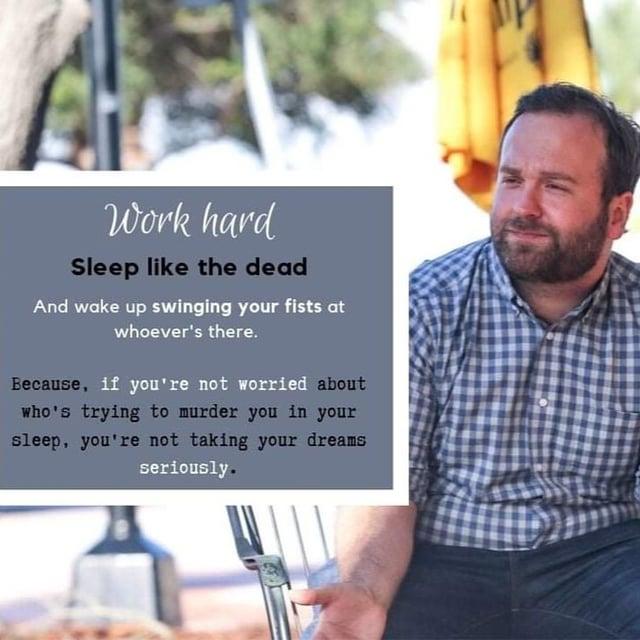 Work hard
Sleep like the dead
And wake up swinging your fists at
whoever's there.
Because, if you're not worried about
who's trying to murder you in your
sleep, you're not taking your dreams
seriously.